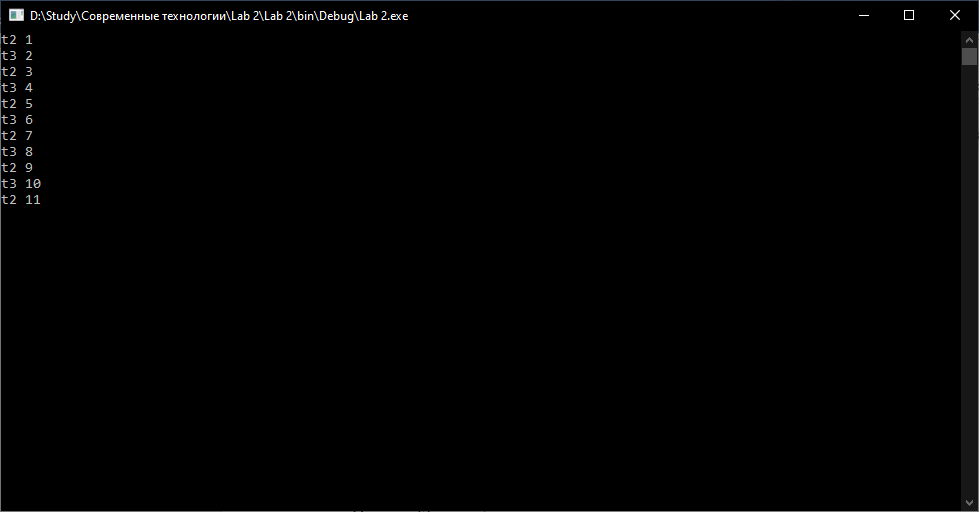 D:\Study\Современные технологии\Lab 2\Lab 2\bin\Debug\Lab 2.exe
t2 1
t3 2
t2 3
t3 4
t2 5
t3 6
t2 7
t3 8
t2 9
t3 10
t2 11